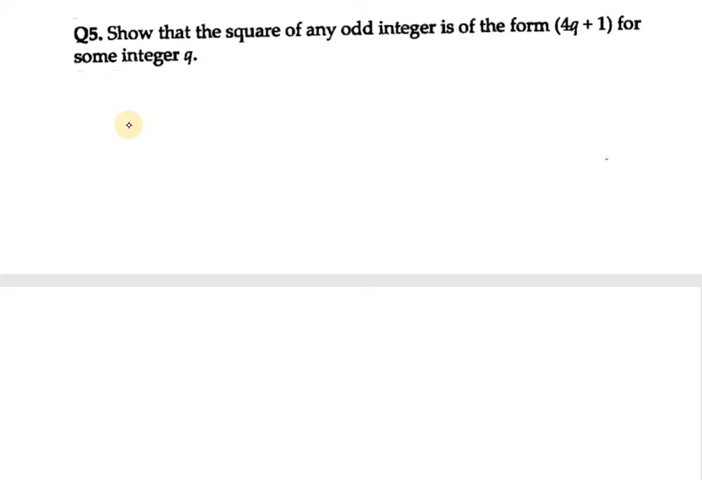 Q5. Show that the square of any odd integer is of the form (4q + 1) for
some integer q.